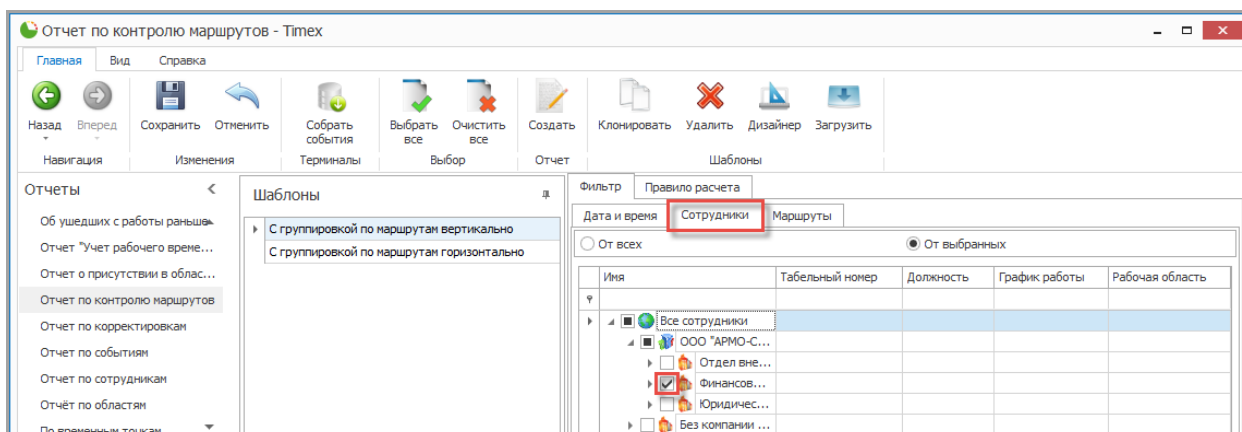 Отчет по контролю маршрутов - Timex
Главная Вид Справка
Назад Вперед Сохранить Отменить Собрать события Выбрать все Очистить все Создать Клонировать Удалить Дизайнер Загрузить
Навигация Изменения Терминалы Выбор Отчет Шаблоны
Отчеты
Об ушедших с работы раньше
Отчет "Учет рабочего време...
Отчет о присутствии в облас...
Отчет по контролю маршрутов
Отчет по корректировкам
Отчет по событиям
Отчет по сотрудникам
Отчёт по областям
По временным точкам
Шаблоны
С группировкой по маршрутам вертикально
С группировкой по маршрутам горизонтально
Фильтр Правило расчета
Дата и время Сотрудники Маршруты
От всех От выбранных
Имя Табельный номер Должность График работы Рабочая область
Все сотрудники
ООО "АРМО-С...
Отдел вне...
Финансов...
Юридичес...
Без компании ...